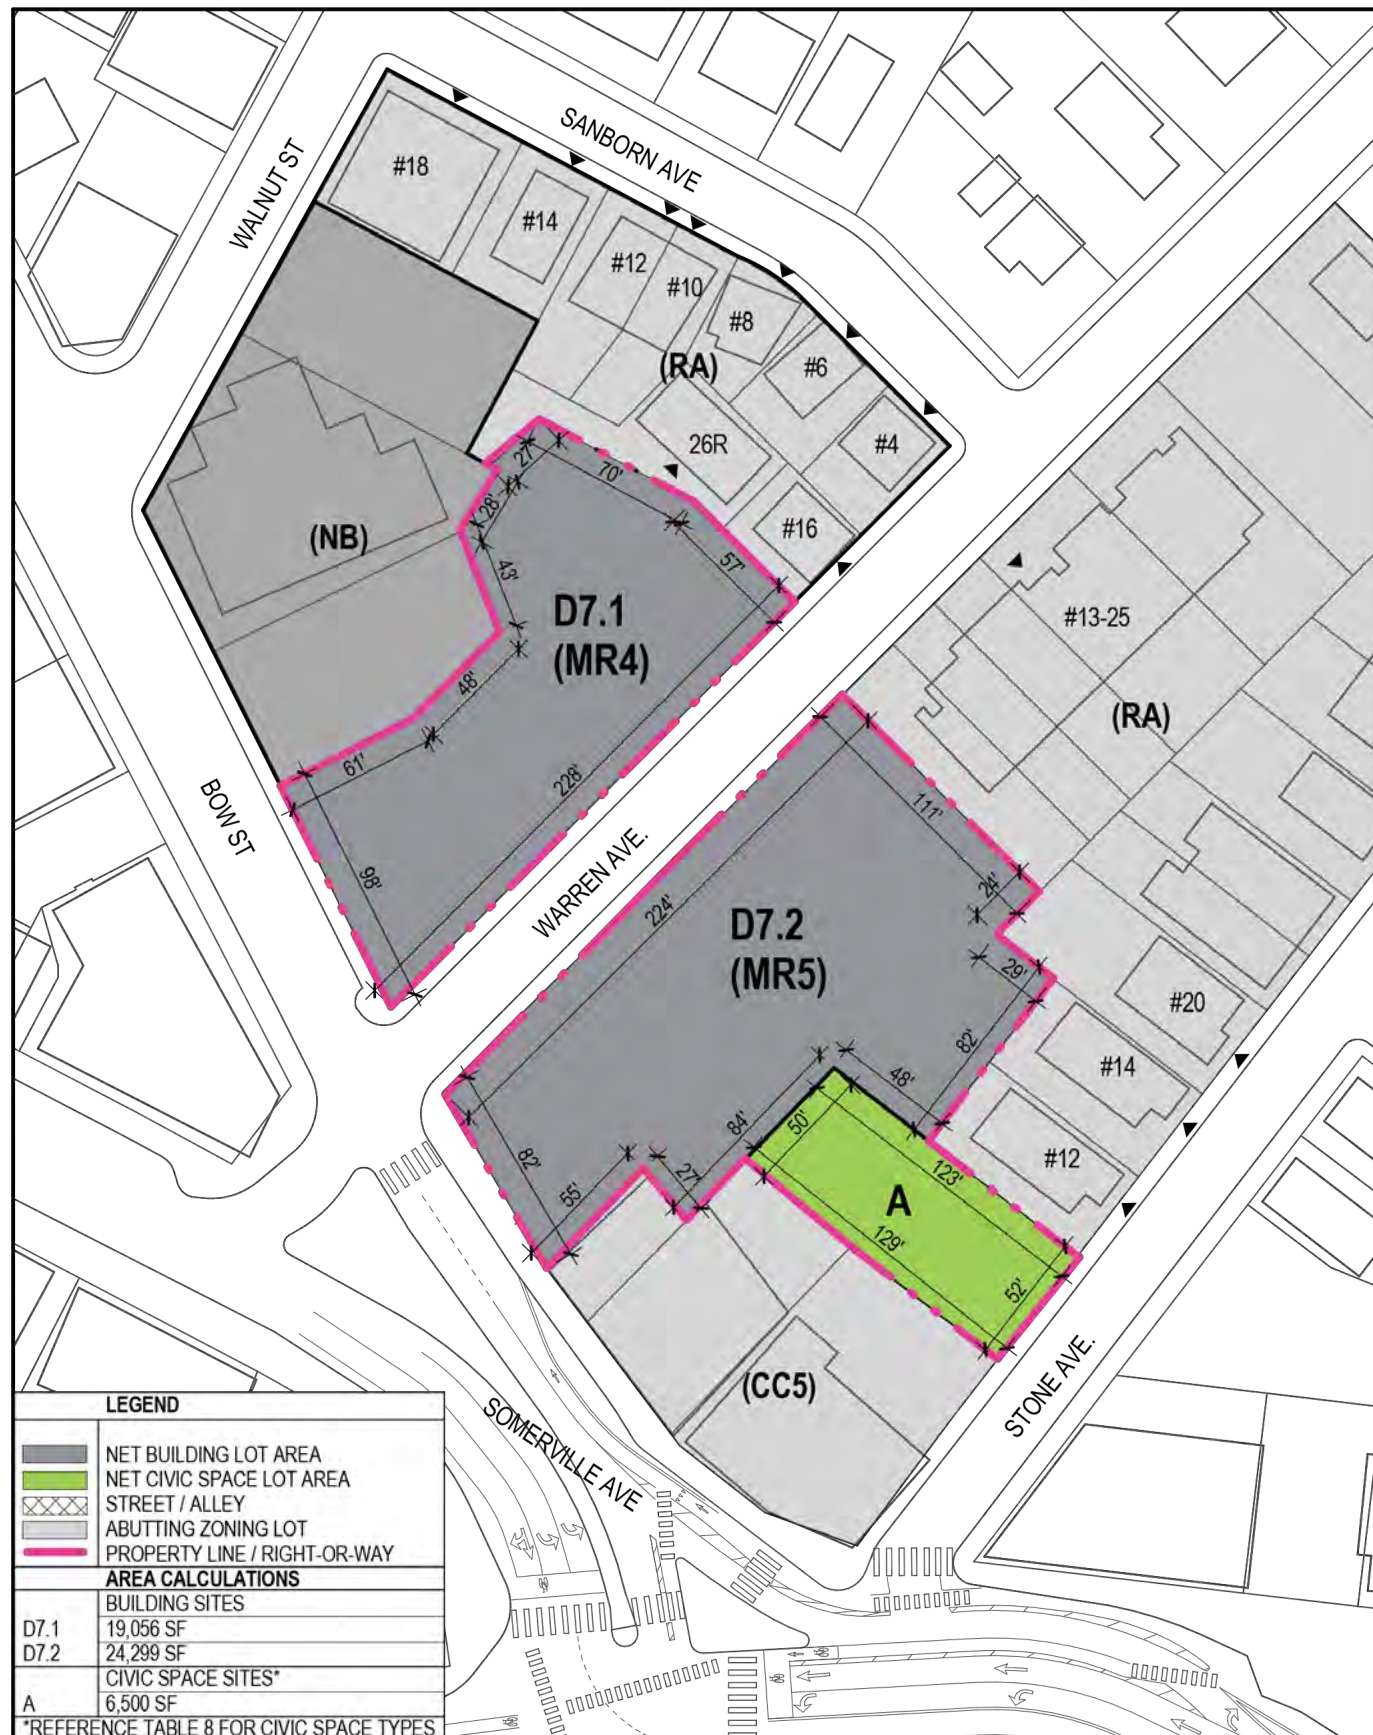 SANBORN AVE
WALNUT ST
#18
#14
#12
#10
#8
(RA)
#6
26R
#4
#16
(NB)
27'
70'
28'
43'
57'
D7.1
(MR4)
48'
61'
228'
98'
BOW ST
WARREN AVE.
#13-25
(RA)
111'
24'
224'
D7.2
(MR5)
29'
82'
48'
84'
50'
82'
55'
27'
123'
A
129'
52'
#20
#14
#12
(CC5)
STONE AVE.
SOMERVILLE AVE
LEGEND
NET BUILDING LOT AREA
NET CIVIC SPACE LOT AREA
STREET / ALLEY
ABUTTING ZONING LOT
PROPERTY LINE / RIGHT-OR-WAY
AREA CALCULATIONS
BUILDING SITES
D7.1 19,056 SF
D7.2 24,299 SF
CIVIC SPACE SITES*
A 6,500 SF
*REFERENCE TABLE 8 FOR CIVIC SPACE TYPES